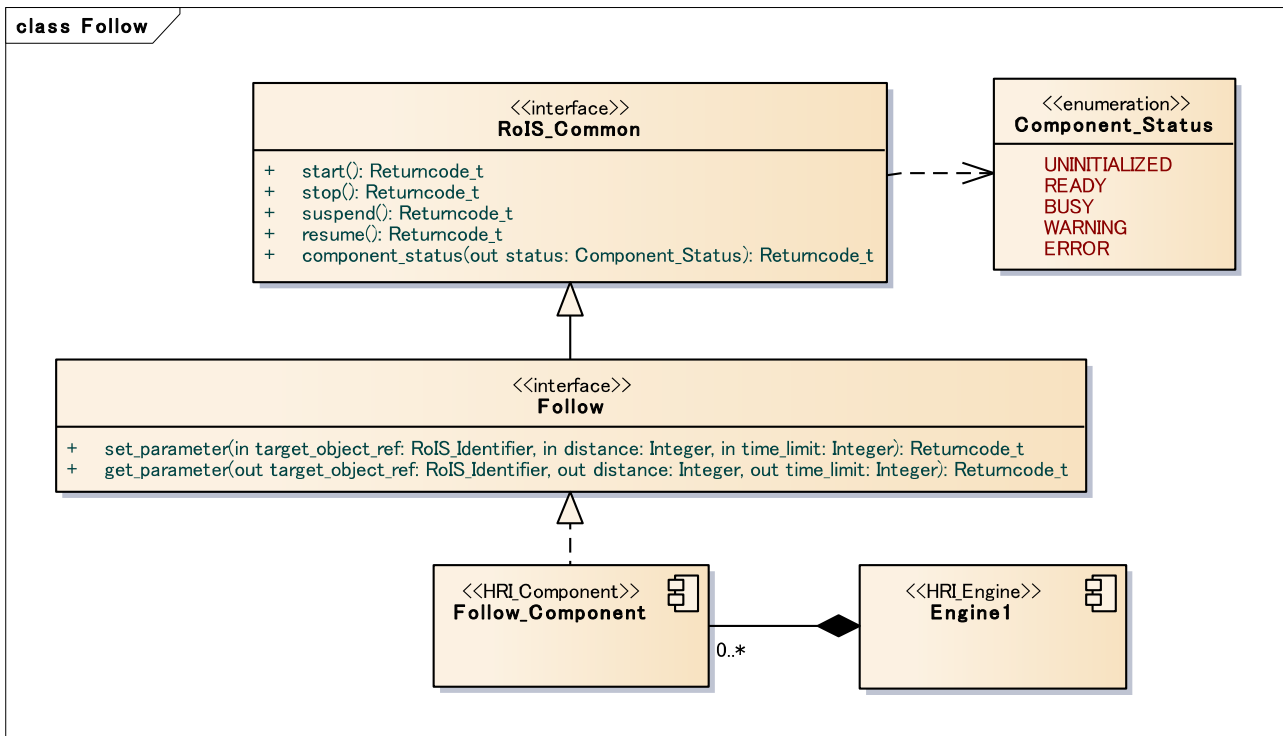 class Follow
<<interface>>
RoIS_Common
+ start(): Returncode_t
+ stop(): Returncode_t
+ suspend(): Returncode_t
+ resume(): Returncode_t
+ component_status(out status: Component_Status): Returncode_t
<<enumeration>>
Component_Status
UNINITIALIZED
READY
BUSY
WARNING
ERROR
<<interface>>
Follow
+ set_parameter(in target_object_ref: RoIS_Identifier, in distance: Integer, in time_limit: Integer): Returncode_t
+ get_parameter(out target_object_ref: RoIS_Identifier, out distance: Integer, out time_limit: Integer): Returncode_t
<<HRI_Component>>
Follow_Component
0..*
<<HRI_Engine>>
Engine1